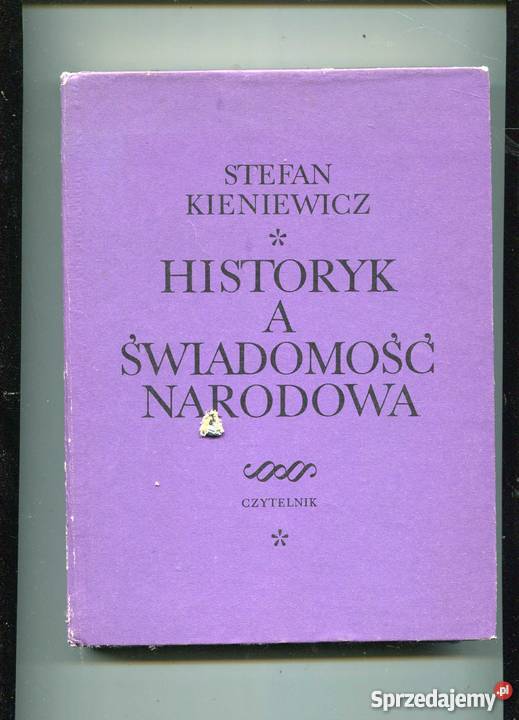 STEFAN
KIENIEWICZ
*
HISTORYK
A
ŚWIADOMOŚĆ
NARODOWA
CZYTELNIK
*
Sprzedajemy.pl